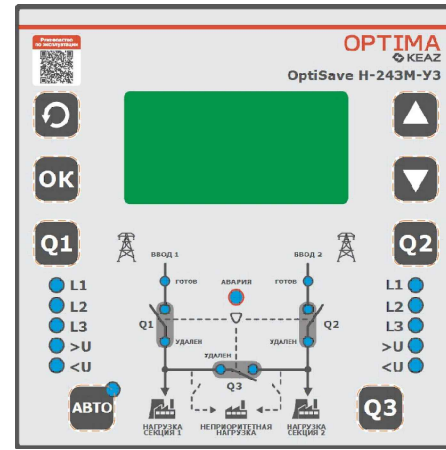 Руководство
по эксплуатации
OPTIMA
KEAZ
OptiSave H-243M-У3
OK
Q1
Q2
ВВОД 1
ВВОД 2
ГОТОВ
АВАРИЯ
ГОТОВ
L1
L2
L3
>U
<U
Q1
УДАЛЕН
УДАЛЕН
Q2
УДАЛЕН
Q3
L1
L2
L3
>U
<U
АВТО
НАГРУЗКА
СЕКЦИЯ 1
НЕПРИОРИТЕТНАЯ
НАГРУЗКА
НАГРУЗКА
СЕКЦИЯ 2
Q3